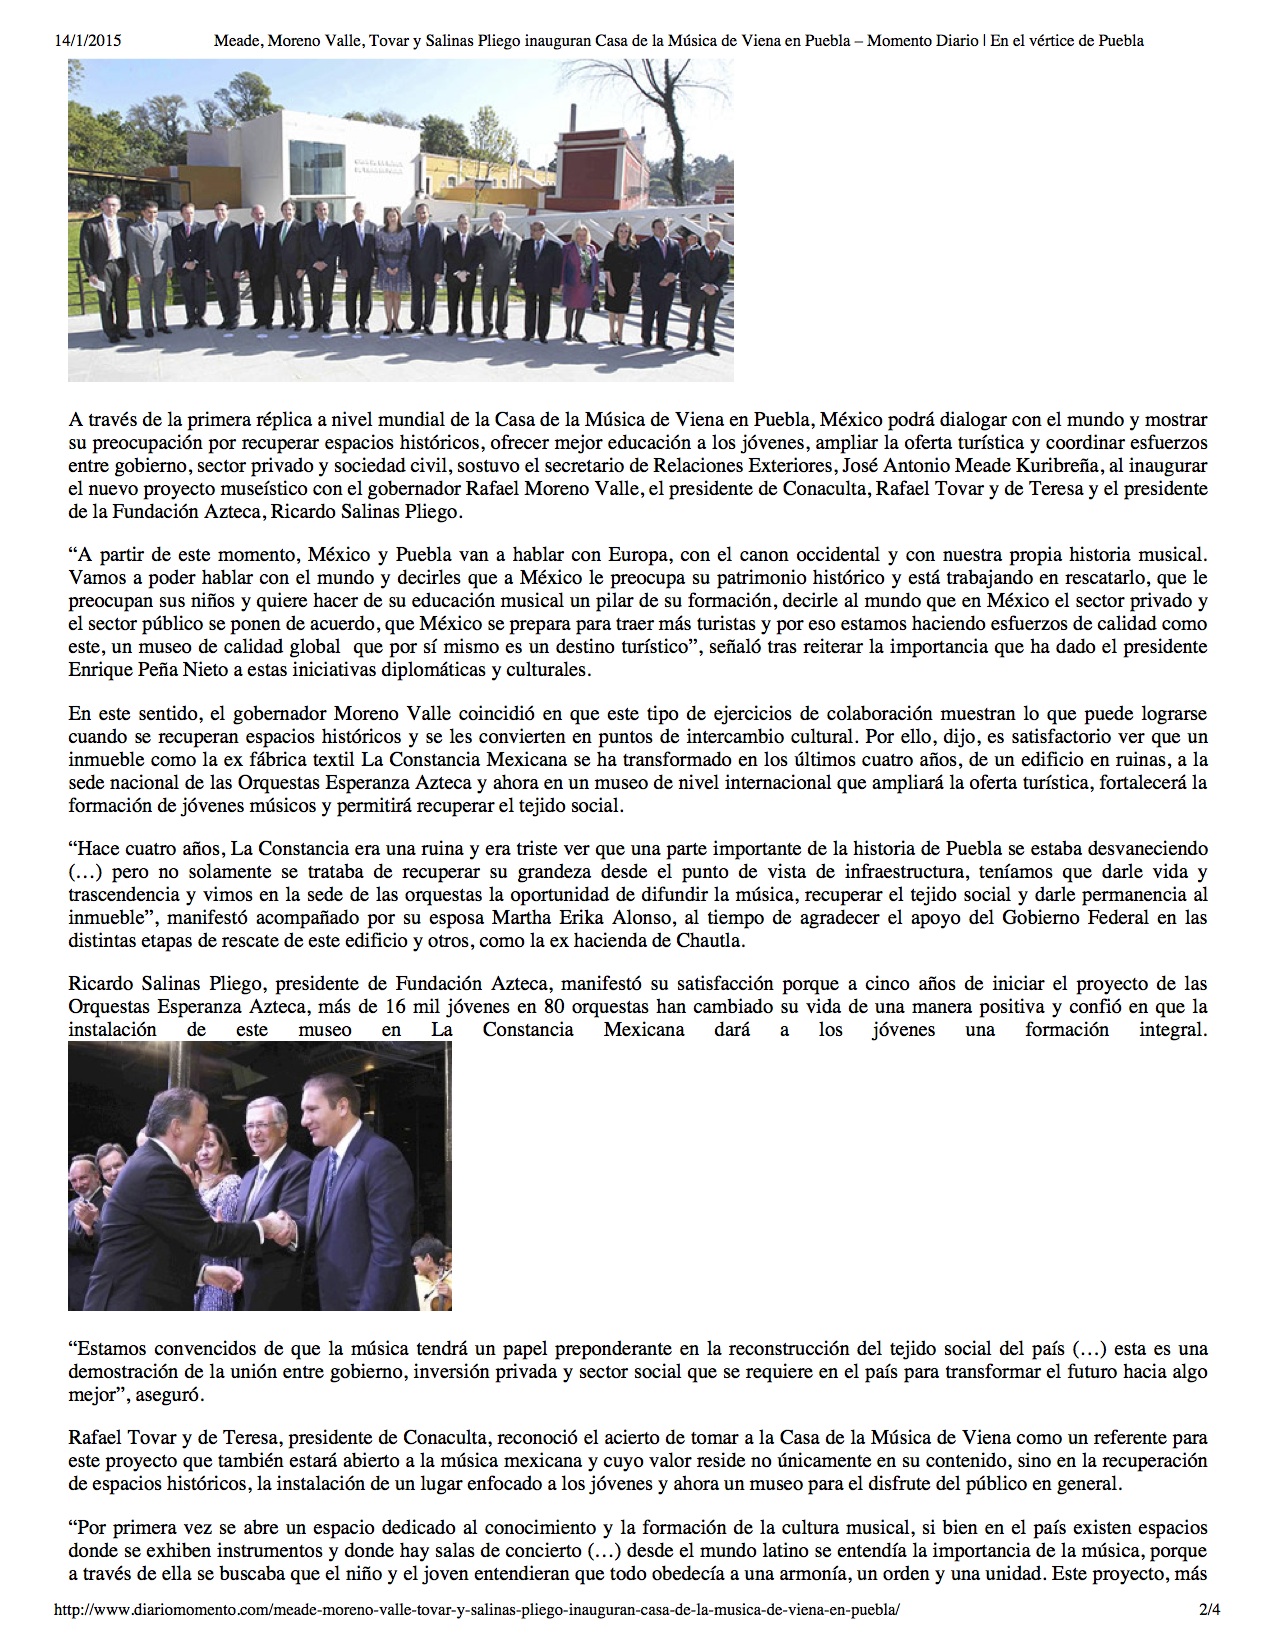 14/1/2015 Meade, Moreno Valle, Tovar y Salinas Pliego inauguran Casa de la Música de Viena en Puebla – Momento Diario | En el vértice de Puebla
A través de la primera réplica a nivel mundial de la Casa de la Música de Viena en Puebla, México podrá dialogar con el mundo y mostrar
su preocupación por recuperar espacios históricos, ofrecer mejor educación a los jóvenes, ampliar la oferta turística y coordinar esfuerzos
entre gobierno, sector privado y sociedad civil, sostuvo el secretario de Relaciones Exteriores, José Antonio Meade Kuribreña, al inaugurar
el nuevo proyecto museístico con el gobernador Rafael Moreno Valle, el presidente de Conaculta, Rafael Tovar y de Teresa y el presidente
de la Fundación Azteca, Ricardo Salinas Pliego.
“A partir de este momento, México y Puebla van a hablar con Europa, con el canon occidental y con nuestra propia historia musical.
Vamos a poder hablar con el mundo y decirles que a México le preocupa su patrimonio histórico y está trabajando en rescatarlo, que le
preocupan sus niños y quiere hacer de su educación musical un pilar de su formación, decirle al mundo que en México el sector privado y
el sector público se ponen de acuerdo, que México se prepara para traer más turistas y por eso estamos haciendo esfuerzos de calidad como
este, un museo de calidad global que por sí mismo es un destino turístico”, señaló tras reiterar la importancia que ha dado el presidente
Enrique Peña Nieto a estas iniciativas diplomáticas y culturales.
En este sentido, el gobernador Moreno Valle coincidió en que este tipo de ejercicios de colaboración muestran lo que puede lograrse
cuando se recuperan espacios históricos y se les convierten en puntos de intercambio cultural. Por ello, dijo, es satisfactorio ver que un
inmueble como la ex fábrica textil La Constancia Mexicana se ha transformado en los últimos cuatro años, de un edificio en ruinas, a la
sede nacional de las Orquestas Esperanza Azteca y ahora en un museo de nivel internacional que ampliará la oferta turística, fortalecerá la
formación de jóvenes músicos y permitirá recuperar el tejido social.
“Hace cuatro años, La Constancia era una ruina y era triste ver que una parte importante de la historia de Puebla se estaba desvaneciendo
(…) pero no solamente se trataba de recuperar su grandeza desde el punto de vista de infraestructura, teníamos que darle vida y
trascendencia y vimos en la sede de las orquestas la oportunidad de difundir la música, recuperar el tejido social y darle permanencia al
inmueble”, manifestó acompañado por su esposa Martha Erika Alonso, al tiempo de agradecer el apoyo del Gobierno Federal en las
distintas etapas de rescate de este edificio y otros, como la ex hacienda de Chautla.
Ricardo Salinas Pliego, presidente de Fundación Azteca, manifestó su satisfacción porque a cinco años de iniciar el proyecto de las
Orquestas Esperanza Azteca, más de 16 mil jóvenes en 80 orquestas han cambiado su vida de una manera positiva y confió en que la
instalación de este museo en La Constancia Mexicana dará a los jóvenes una formación integral.
“Estamos convencidos de que la música tendrá un papel preponderante en la reconstrucción del tejido social del país (…) esta es una
demostración de la unión entre gobierno, inversión privada y sector social que se requiere en el país para transformar el futuro hacia algo
mejor”, aseguró.
Rafael Tovar y de Teresa, presidente de Conaculta, reconoció el acierto de tomar a la Casa de la Música de Viena como un referente para
este proyecto que también estará abierto a la música mexicana y cuyo valor reside no únicamente en su contenido, sino en la recuperación
de espacios históricos, la instalación de un lugar enfocado a los jóvenes y ahora un museo para el disfrute del público en general.
“Por primera vez se abre un espacio dedicado al conocimiento y la formación de la cultura musical, si bien en el país existen espacios
donde se exhiben instrumentos y donde hay salas de concierto (…) desde el mundo latino se entendía la importancia de la música, porque
a través de ella se buscaba que el niño y el joven entendieran que todo obedecía a una armonía, un orden y una unidad. Este proyecto, más
http://www.diariomomento.com/meade-moreno-valle-tovar-y-salinas-pliego-inauguran-casa-de-la-musica-de-viena-en-puebla/ 2/4